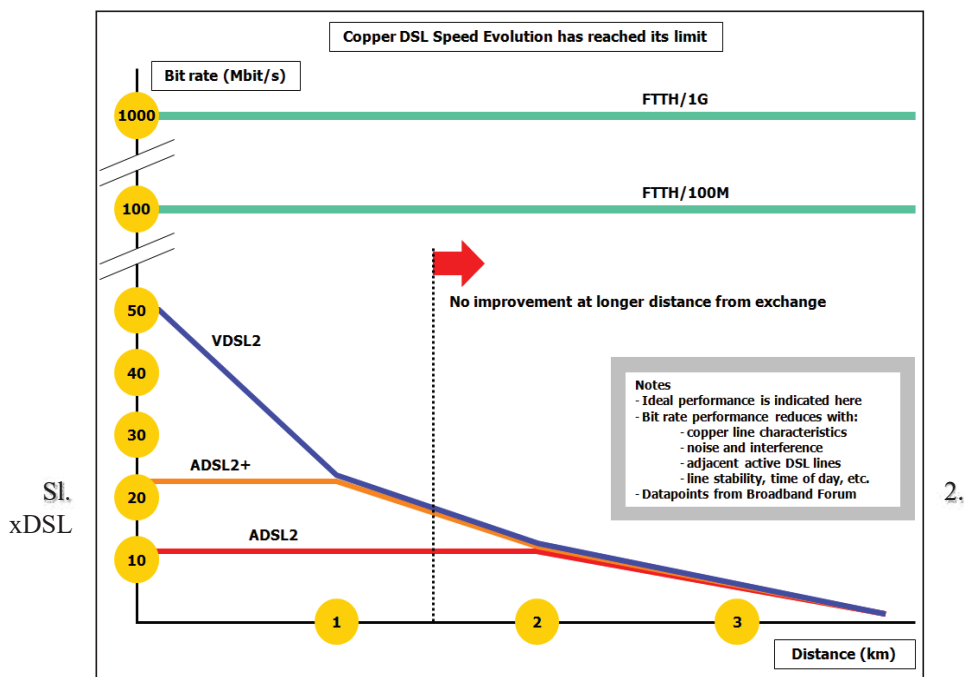 Copper DSL Speed Evolution has reached its limit
Bit rate (Mbit/s)
FTTH/1G
1000
FTTH/100M
100
No improvement at longer distance from exchange
50
VDSL2
40
Notes
- Ideal performance is indicated here
- Bit rate performance reduces with:
- copper line characteristics
- noise and interference
- adjacent active DSL lines
- line stability, time of day, etc.
- Datapoints from Broadband Forum
30
ADSL2+
20
Sl. 2.
xDSL
ADSL2
10
1 2 3
Distance (km)